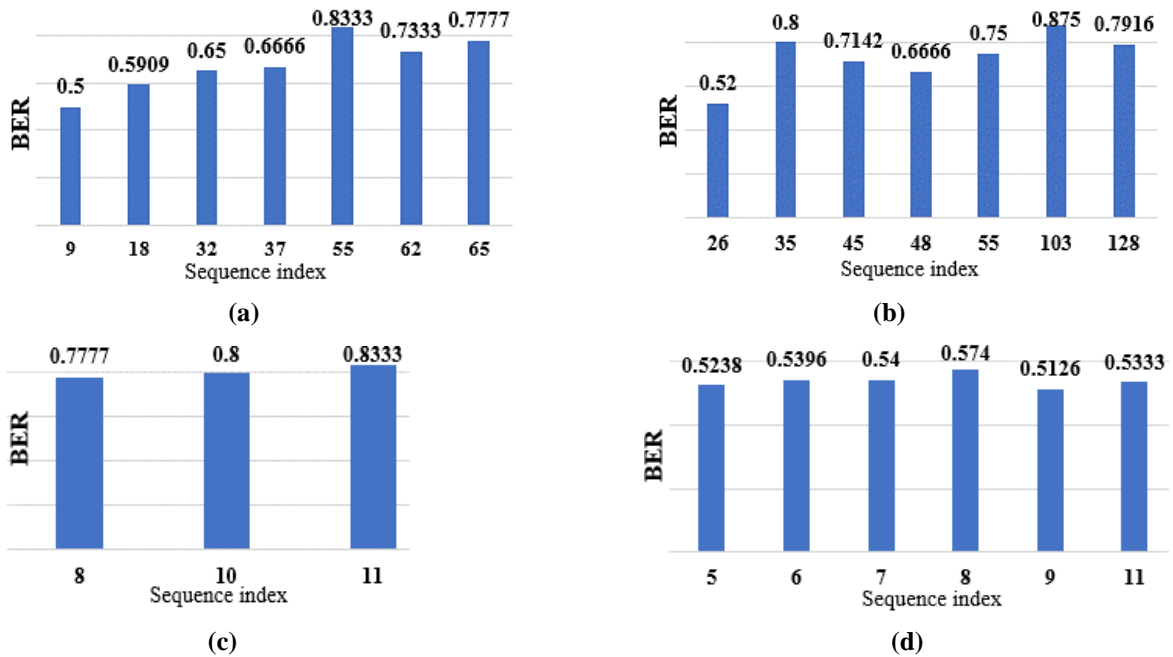 0.5 0.5909 0.65 0.6666 0.8333 0.7333 0.7777
BER
9 18 32 37 55 62 65
Sequence index
(a)
0.52 0.8 0.7142 0.6666 0.75 0.875 0.7916
BER
26 35 45 48 55 103 128
Sequence index
(b)
0.7777 0.8 0.8333
BER
8 10 11
Sequence index
(c)
0.5238 0.5396 0.54 0.574 0.5126 0.5333
BER
5 6 7 8 9 11
Sequence index
(d)